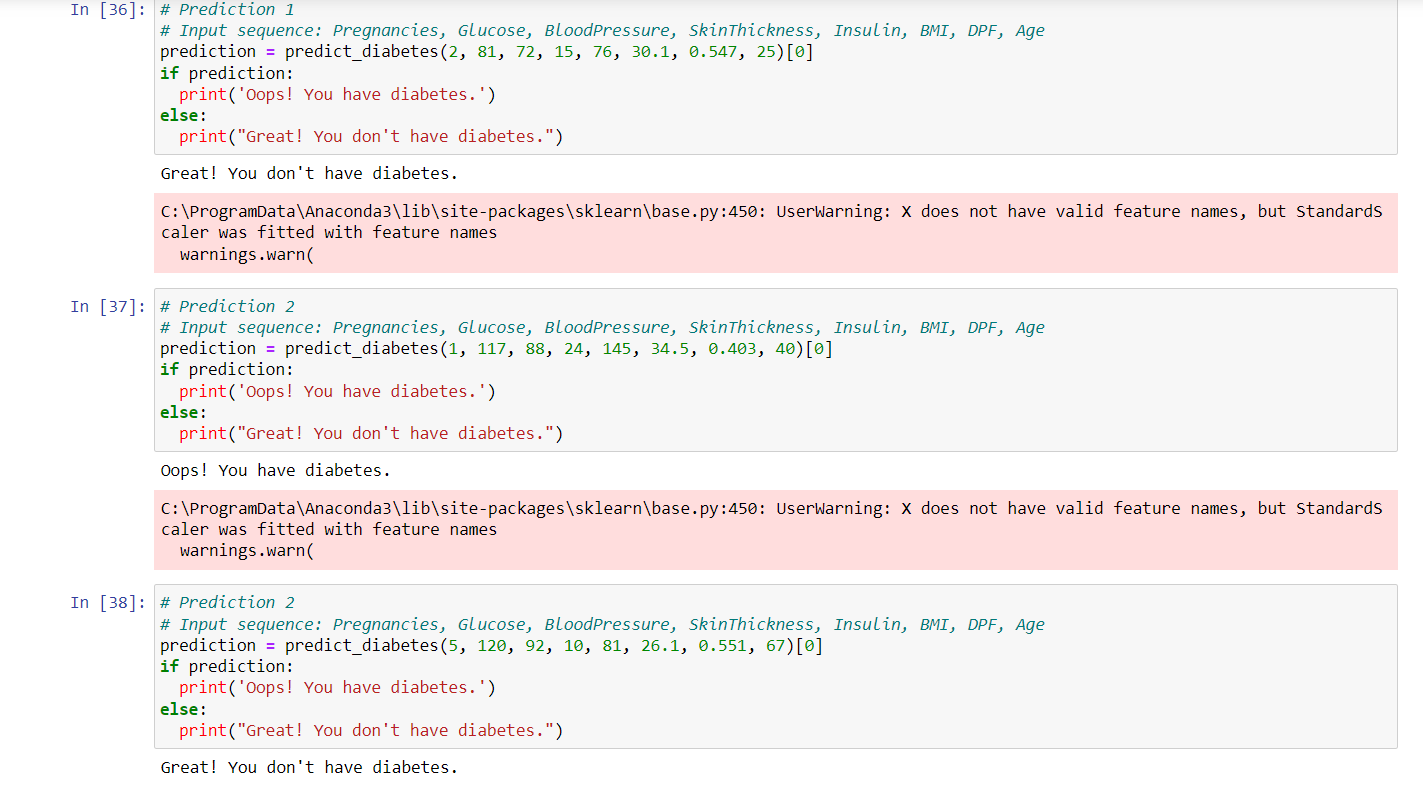 In [36]: # Prediction 1
# Input sequence: Pregnancies, Glucose, BloodPressure, SkinThickness, Insulin, BMI, DPF, Age
prediction = predict_diabetes(2, 81, 72, 15, 76, 30.1, 0.547, 25)[0]
if prediction:
  print('Oops! You have diabetes.')
else:
  print("Great! You don't have diabetes.")
Great! You don't have diabetes.
C:\ProgramData\Anaconda3\lib\site-packages\sklearn\base.py:450: UserWarning: X does not have valid feature names, but StandardS
caler was fitted with feature names
  warnings.warn(
In [37]: # Prediction 2
# Input sequence: Pregnancies, Glucose, BloodPressure, SkinThickness, Insulin, BMI, DPF, Age
prediction = predict_diabetes(1, 117, 88, 24, 145, 34.5, 0.403, 40)[0]
if prediction:
  print('Oops! You have diabetes.')
else:
  print("Great! You don't have diabetes.")
Oops! You have diabetes.
C:\ProgramData\Anaconda3\lib\site-packages\sklearn\base.py:450: UserWarning: X does not have valid feature names, but StandardS
caler was fitted with feature names
  warnings.warn(
In [38]: # Prediction 2
# Input sequence: Pregnancies, Glucose, BloodPressure, SkinThickness, Insulin, BMI, DPF, Age
prediction = predict_diabetes(5, 120, 92, 10, 81, 26.1, 0.551, 67)[0]
if prediction:
  print('Oops! You have diabetes.')
else:
  print("Great! You don't have diabetes.")
Great! You don't have diabetes.